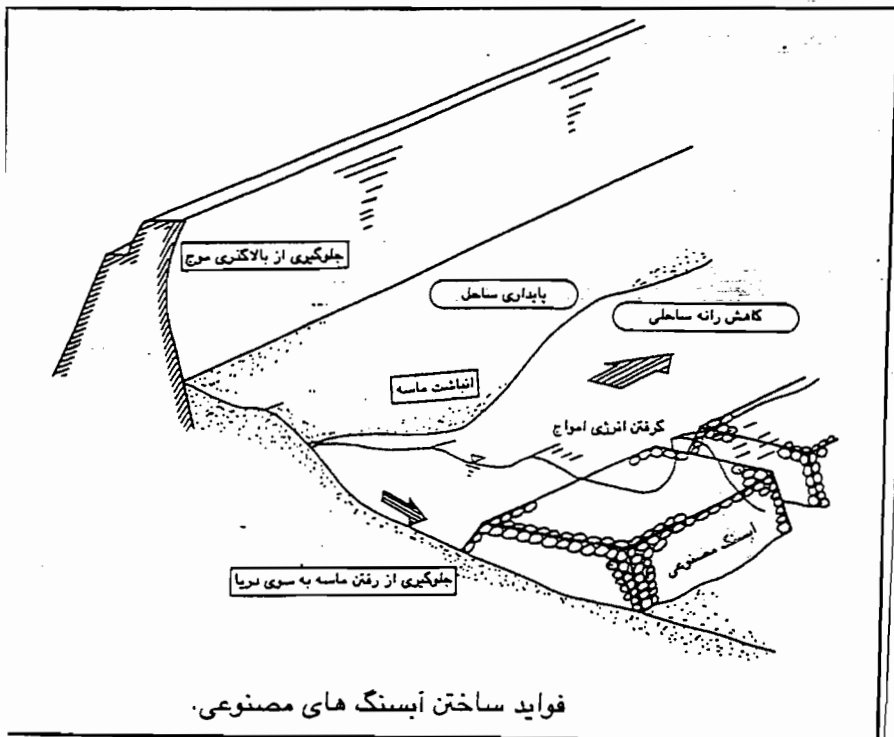 جلوگیری از بالاگذری موج
پایداری ساحل
کاهش رانه ساحلی
انباشت ماسه
گرفتن انرژی امواج
آبسنگ مصنوعی
جلوگیری از رفتن ماسه به سوی دریا
فواید ساختن آبسنگ های مصنوعی.